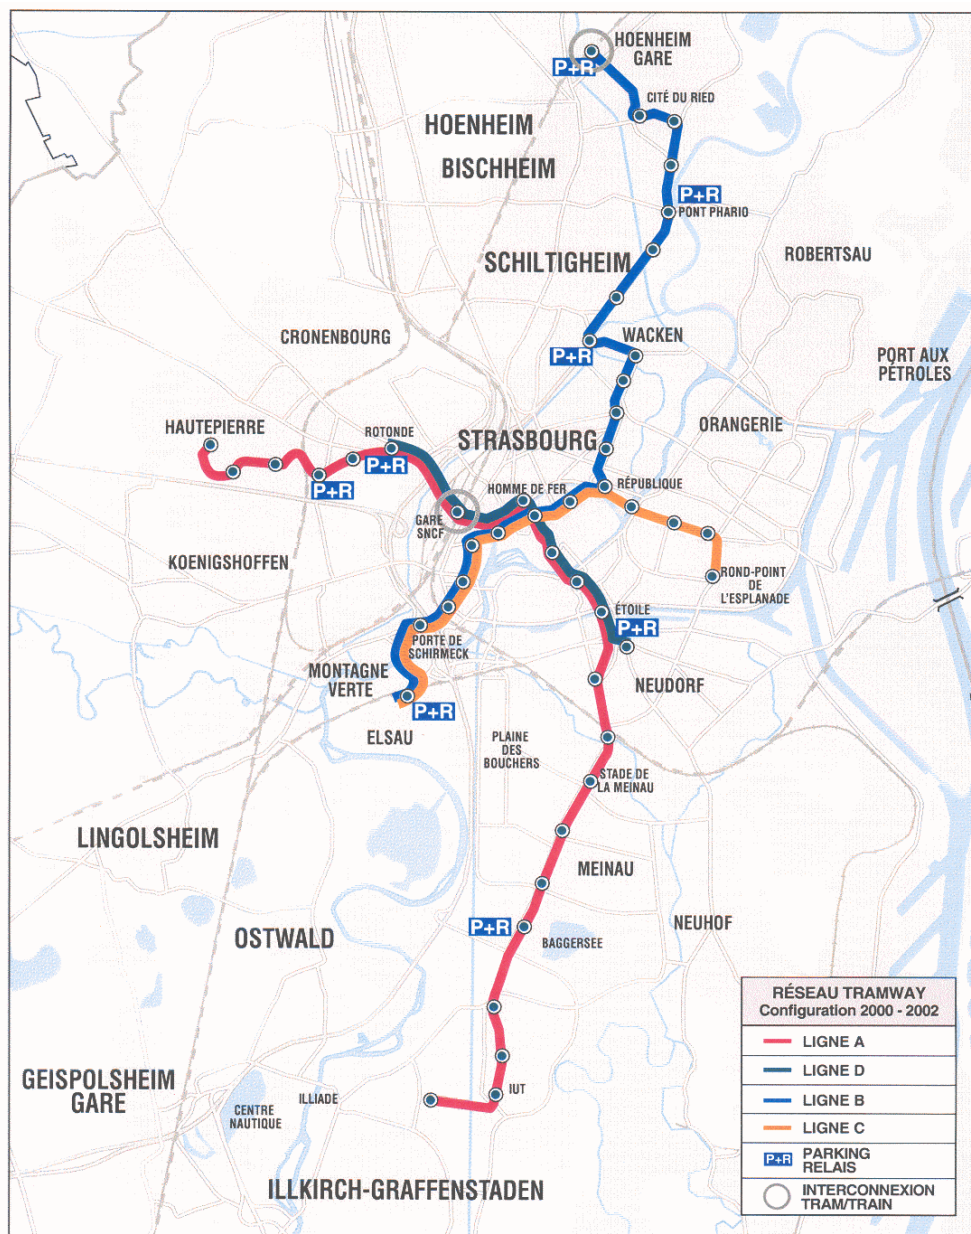 HOENHEIM
GARE
P+R
CITÉ DU RIED
HOENHEIM
BISCHHEIM
P+R
PONT PHARIO
SCHILTIGHEIM
ROBERTSAU
CRONENBOURG
WACKEN
P+R
PORT AUX
PÉTROLES
HAUTEPIERRE
ROTONDE
STRASBOURG
ORANGERIE
P+R
P+R
HOMME DE FER
RÉPUBLIQUE
GARE
SNCF
KOENIGSHOFFEN
ROND-POINT
DE
L'ESPLANADE
ÉTOILE
P+R
PORTE DE
SCHIRMECK
MONTAGNE
VERTE
NEUDORF
P+R
ELSAU
PLAINE
DES
BOUCHERS
STADE DE
LA MEINAU
LINGOLSHEIM
MEINAU
P+R
NEUHOF
OSTWALD
BAGGERSEE
GEISPOLSHEIM
GARE
IUT
ILLIADE
CENTRE
NAUTIQUE
ILLKIRCH-GRAFFENSTADEN
RÉSEAU TRAMWAY
Configuration 2000 - 2002
LIGNE A
LIGNE D
LIGNE B
LIGNE C
P+R PARKING
RELAIS
INTERCONNEXION
TRAM/TRAIN